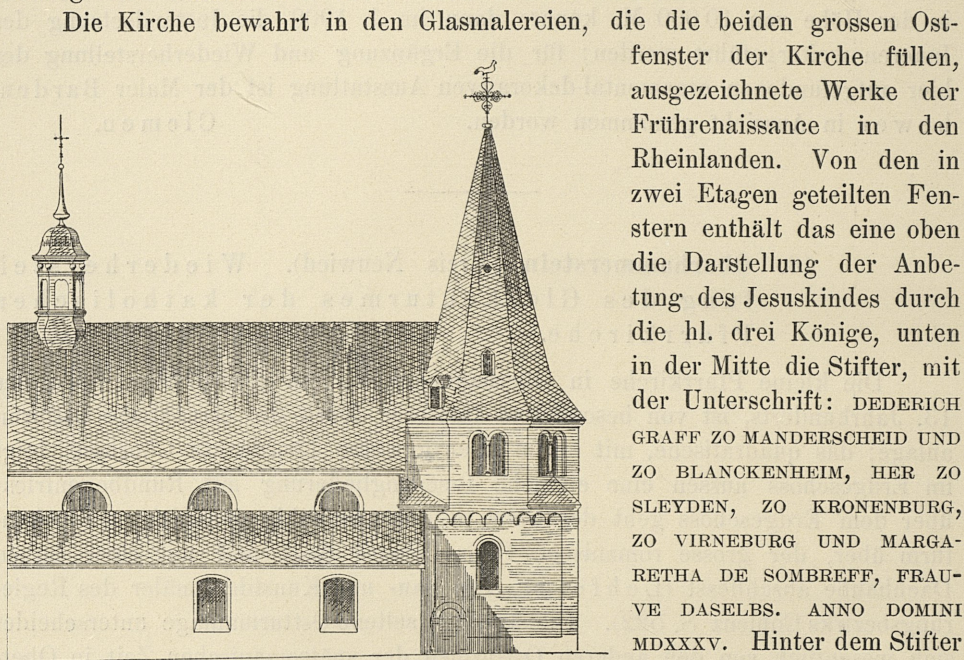 Die Kirche bewahrt in den Glasmalereien, die die beiden grossen Ost-
fenster der Kirche füllen,
ausgezeichnete Werke der
Frührenaissance in den
Rheinlanden. Von den in
zwei Etagen geteilten Fen-
stern enthält das eine oben
die Darstellung der Anbe-
tung des Jesuskindes durch
die hl. drei Könige, unten
in der Mitte die Stifter, mit
der Unterschrift: DEDERICH
GRAFF ZO MANDERSCHEID UND
ZO BLANCKENHEIM, HER ZO
SLEYDEN, ZO KRONENBURG,
ZO VIRNEBURG UND MARGA-
RETHA DE SOMBREFF, FRAU-
VE DASELBS. ANNO DOMINI
MDXXXV. Hinter dem Stifter